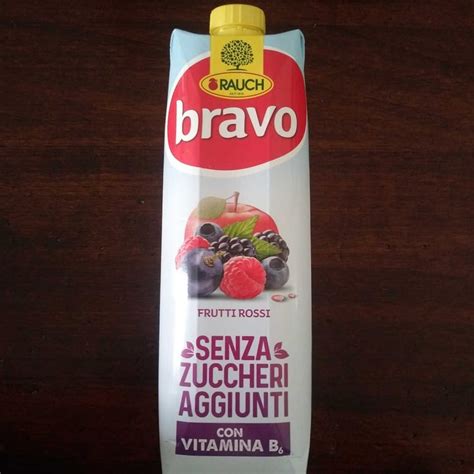 RAUCH
bravo
FRUTTI ROSSI
SENZA
ZUCCHERI
AGGIUNTI
CON
VITAMINA B₆